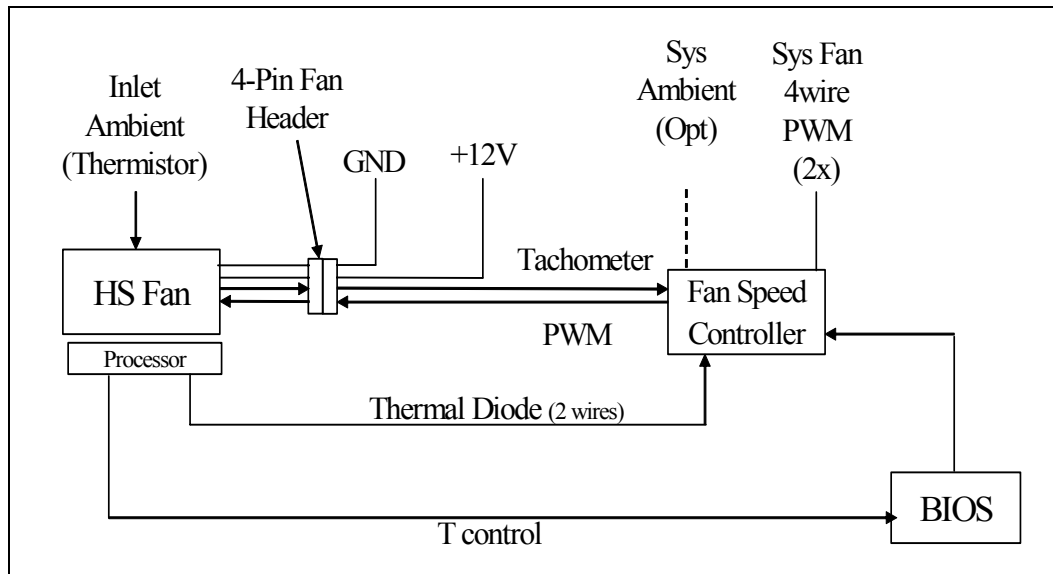 Inlet
Ambient
(Thermistor)
4-Pin Fan
Header
GND
+12V
Sys
Ambient
(Opt)
Sys Fan
4wire
PWM
(2x)
HS Fan
Tachometer
PWM
Fan Speed
Controller
Processor
Thermal Diode (2 wires)
T control
BIOS